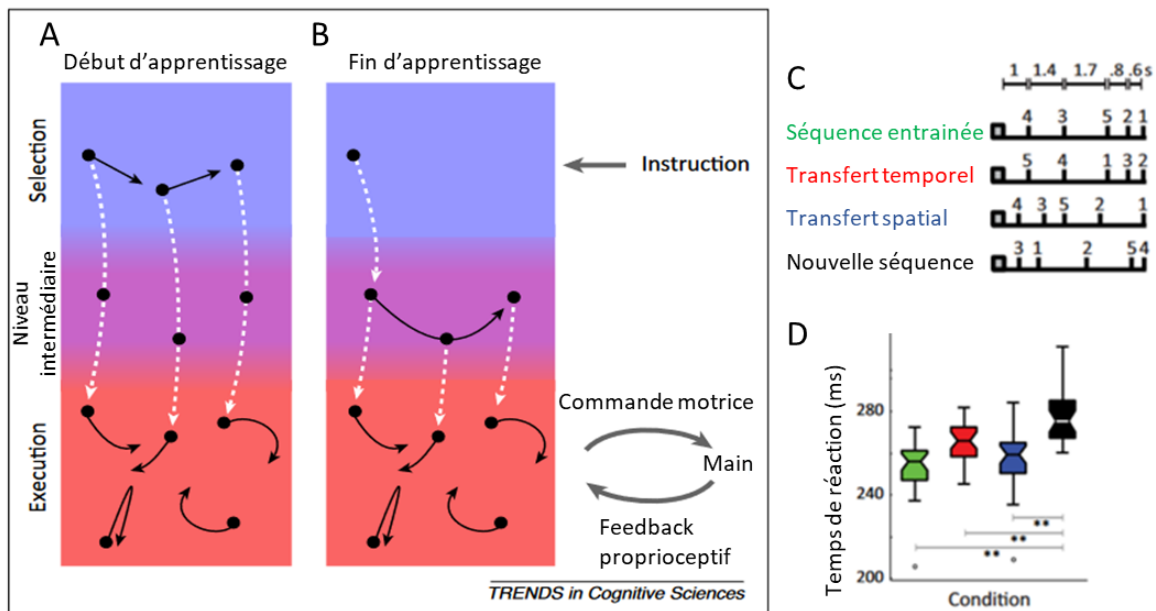 A
Début d'apprentissage
B
Fin d'apprentissage
Selection
Niveau
intermédiaire
Execution
Instruction
Commande motrice
Main
Feedback
proprioceptif
TRENDS in Cognitive Sciences
C
1 1.4 1.7 .8 .6 s
Séquence entrainée
4 3 5 2 1
Transfert temporel
5 4 1 3 2
Transfert spatial
4 3 5 2 1
Nouvelle séquence
3 1 2 5 4
D
Temps de réaction (ms)
280
240
200
**
**
**
Condition